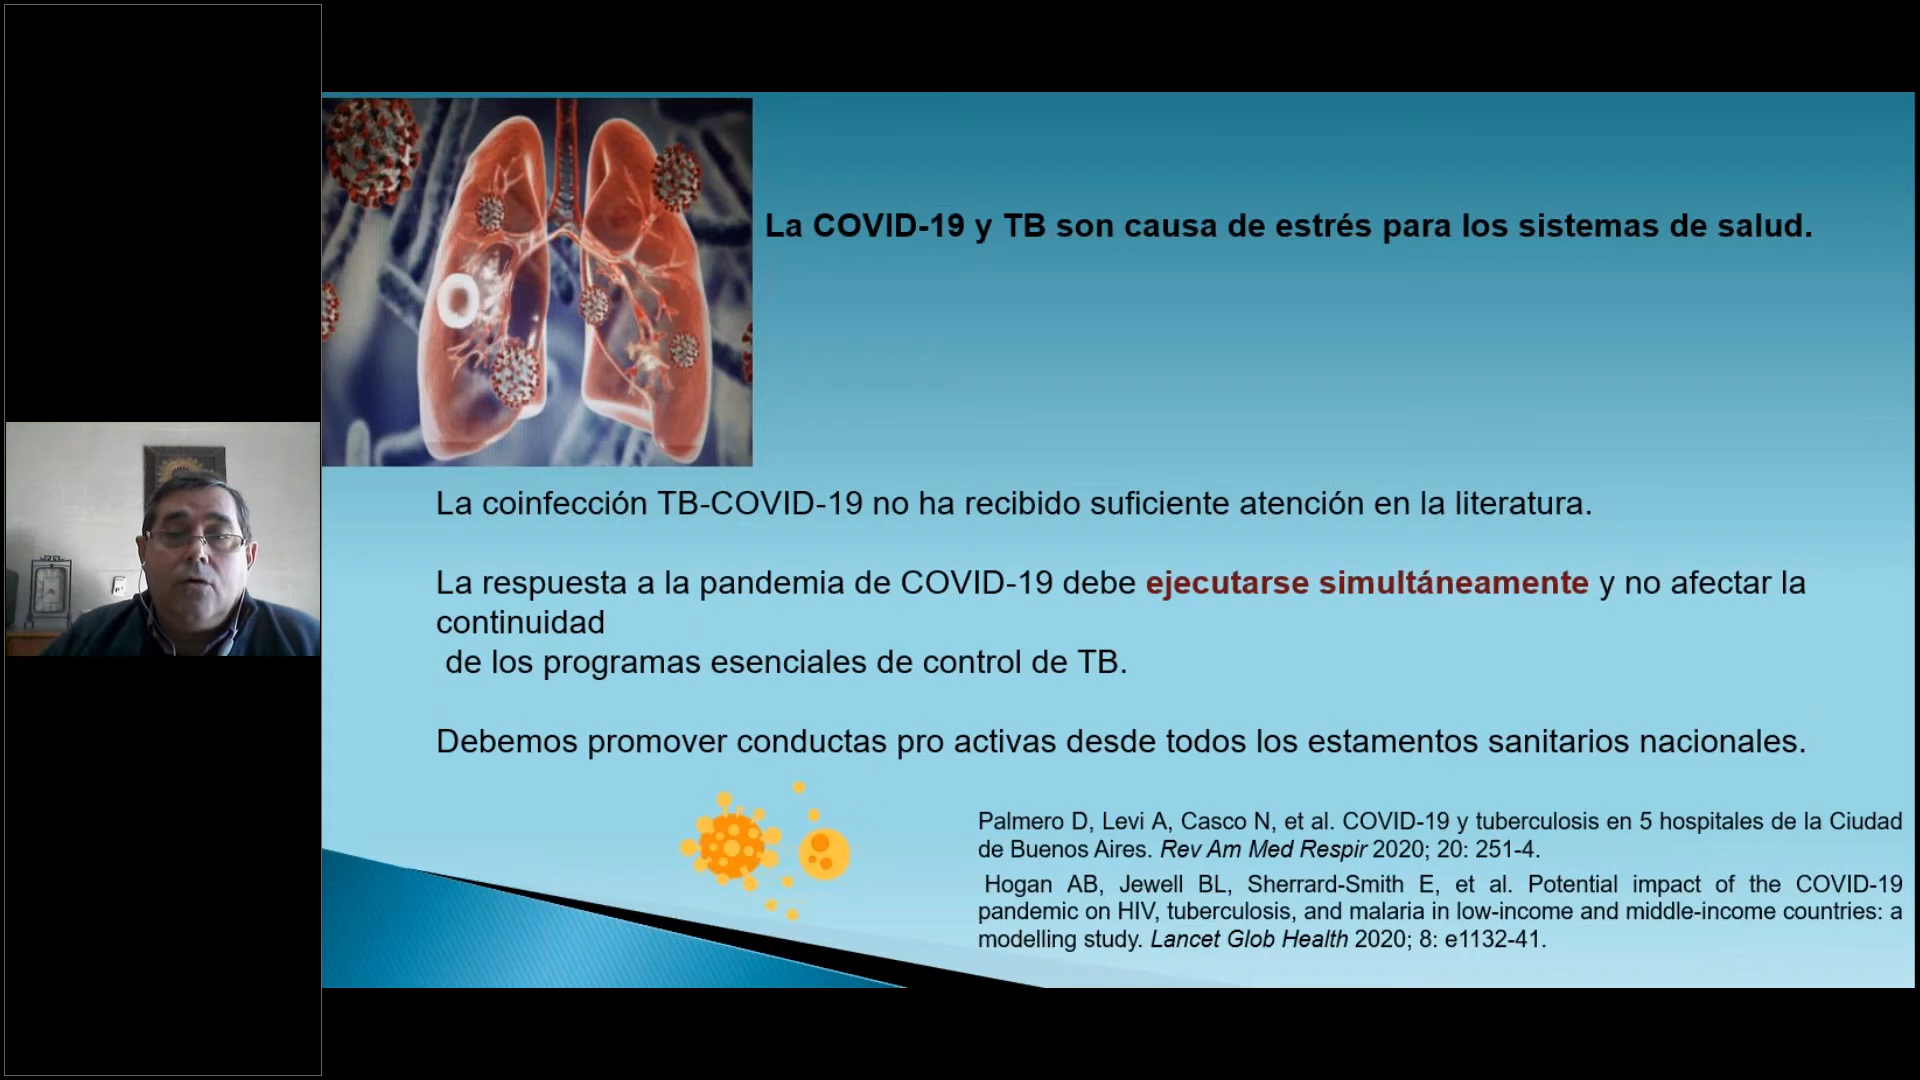 La COVID-19 y TB son causa de estrés para los sistemas de salud.
La coinfección TB-COVID-19 no ha recibido suficiente atención en la literatura.
La respuesta a la pandemia de COVID-19 debe ejecutarse simultáneamente y no afectar la
continuidad
de los programas esenciales de control de TB.
Debemos promover conductas pro activas desde todos los estamentos sanitarios nacionales.
Palmero D, Levi A, Casco N, et al. COVID-19 y tuberculosis en 5 hospitales de la Ciudad
de Buenos Aires. Rev Am Med Respir 2020; 20: 251-4.
Hogan AB, Jewell BL, Sherrard-Smith E, et al. Potential impact of the COVID-19
pandemic on HIV, tuberculosis, and malaria in low-income and middle-income countries: a
modelling study. Lancet Glob Health 2020; 8: e1132-41.